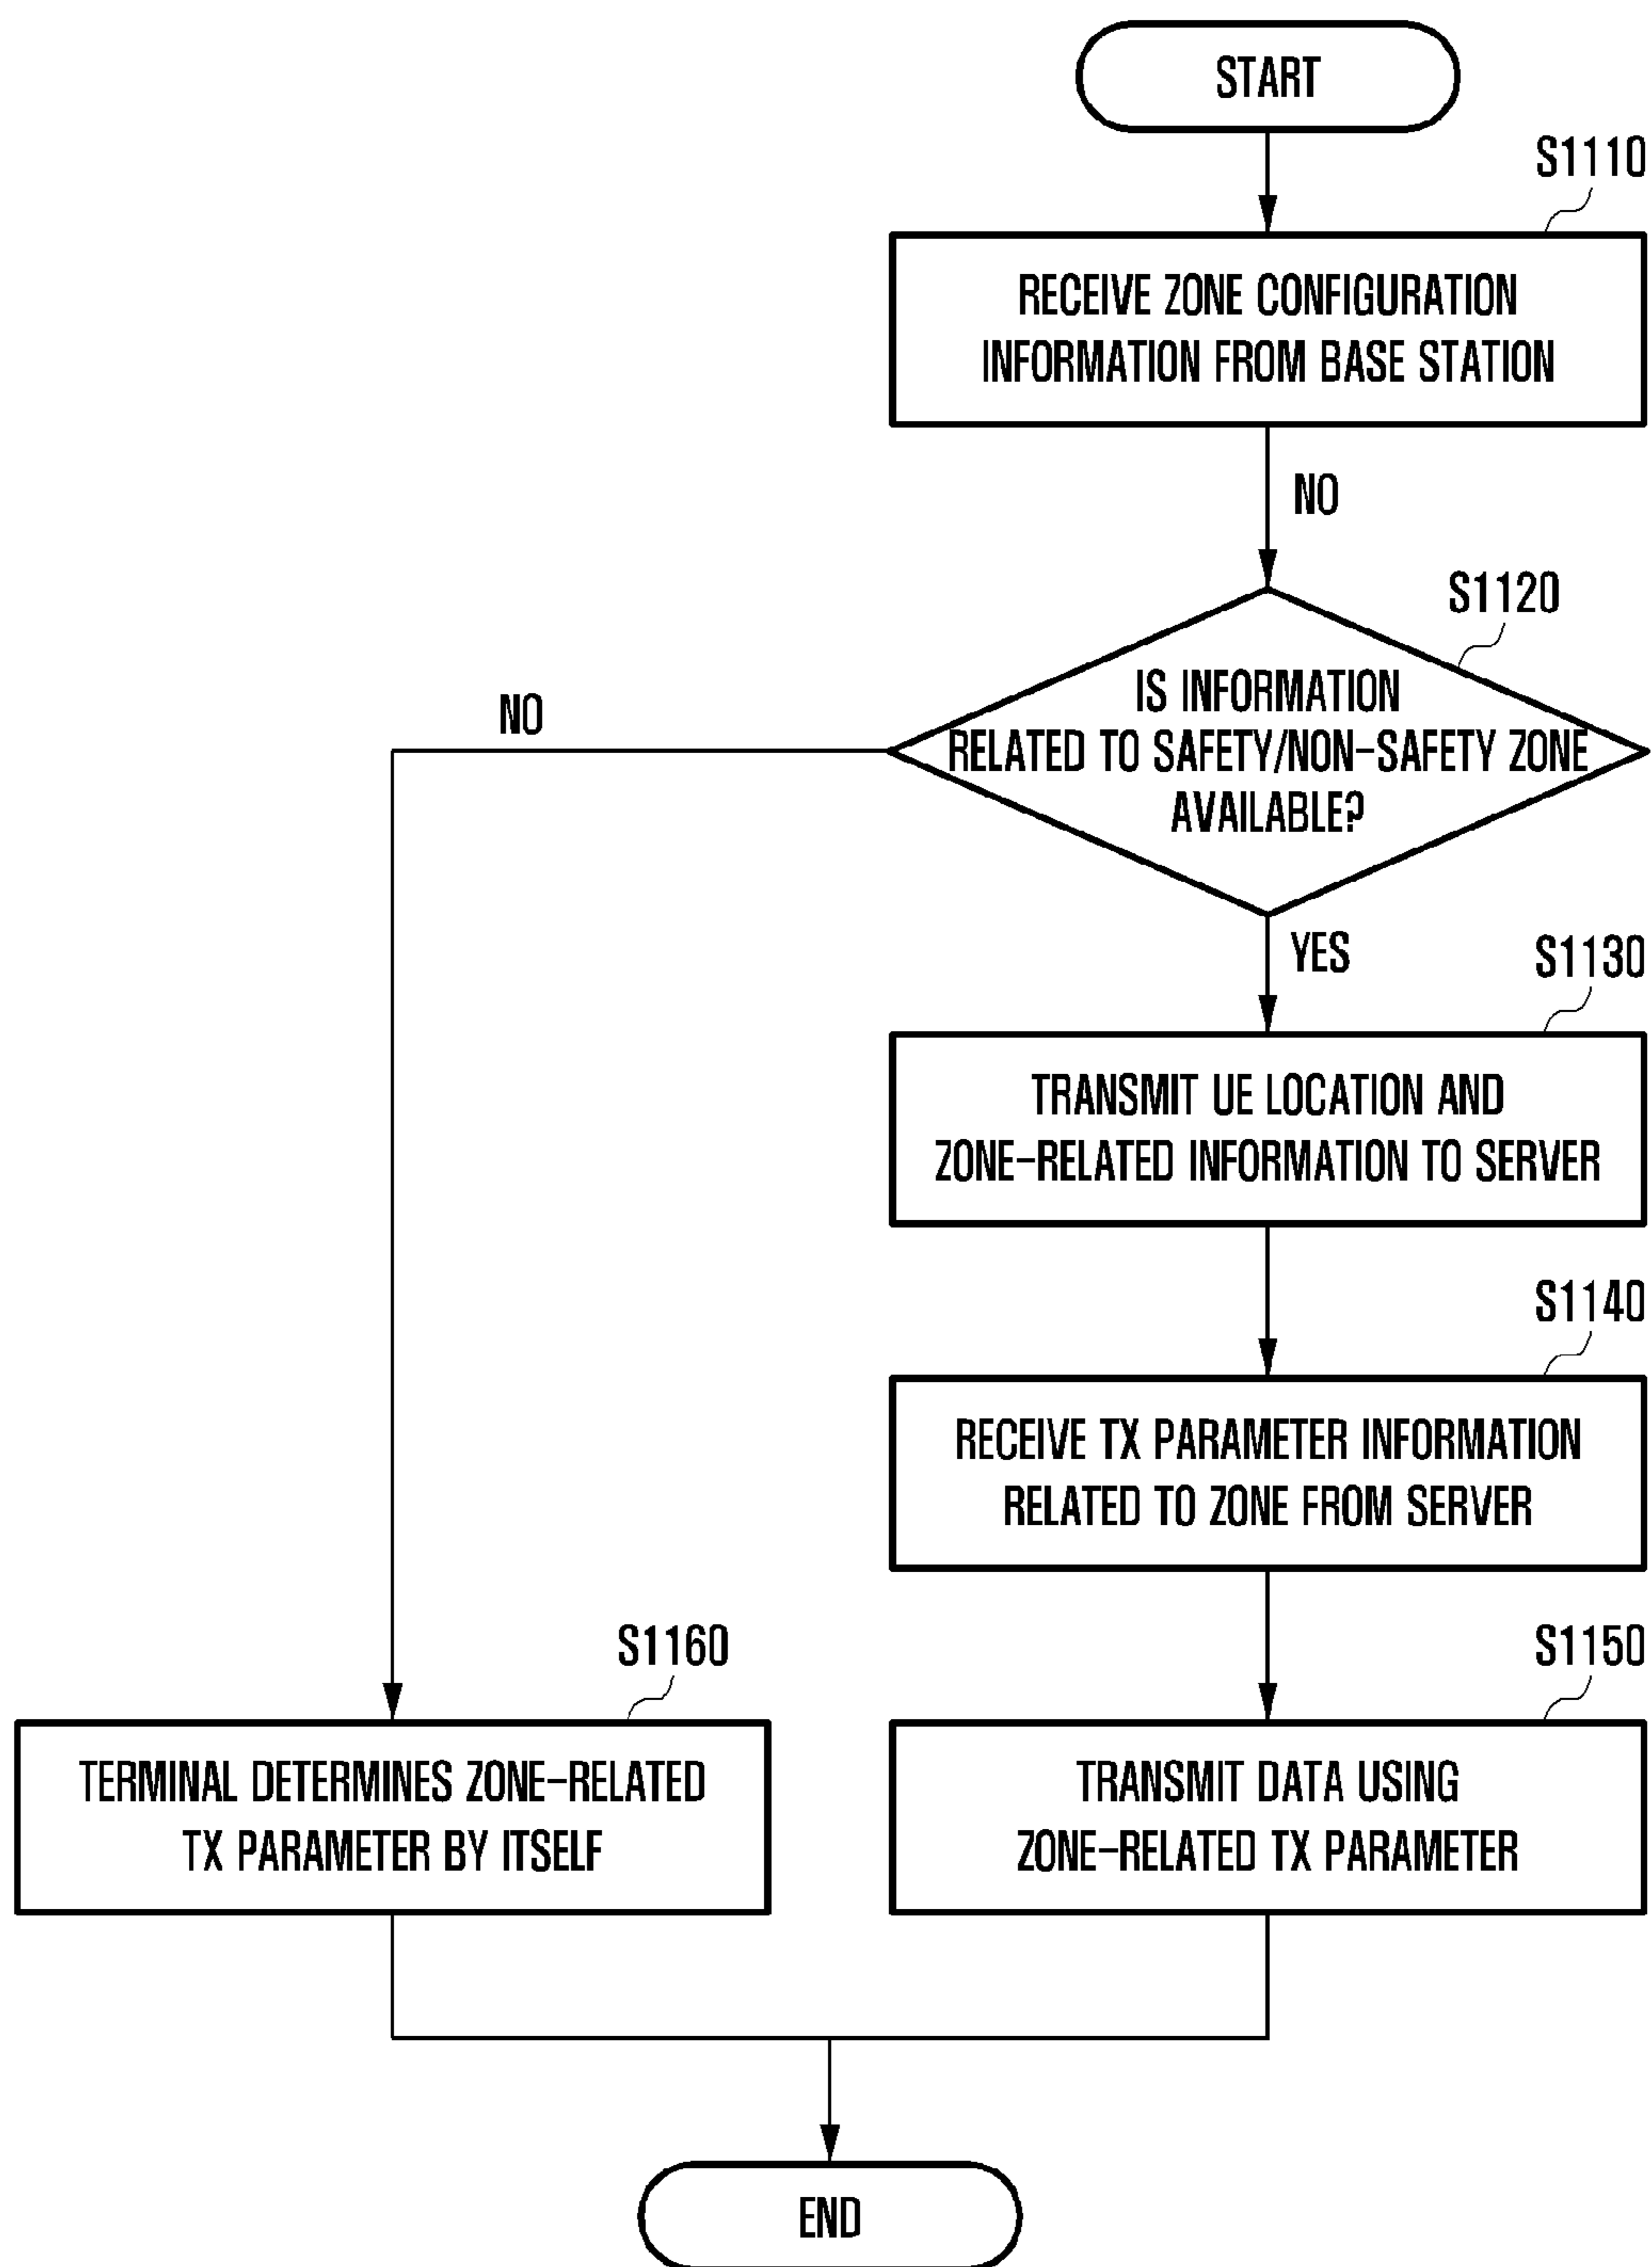 START
S1110
RECEIVE ZONE CONFIGURATION
INFORMATION FROM BASE STATION
NO
S1120
IS INFORMATION
RELATED TO SAFETY/NON-SAFETY ZONE
AVAILABLE?
NO
YES
S1130
TRANSMIT UE LOCATION AND
ZONE-RELATED INFORMATION TO SERVER
S1140
RECEIVE TX PARAMETER INFORMATION
RELATED TO ZONE FROM SERVER
S1160
TERMINAL DETERMINES ZONE-RELATED
TX PARAMETER BY ITSELF
S1150
TRANSMIT DATA USING
ZONE-RELATED TX PARAMETER
END